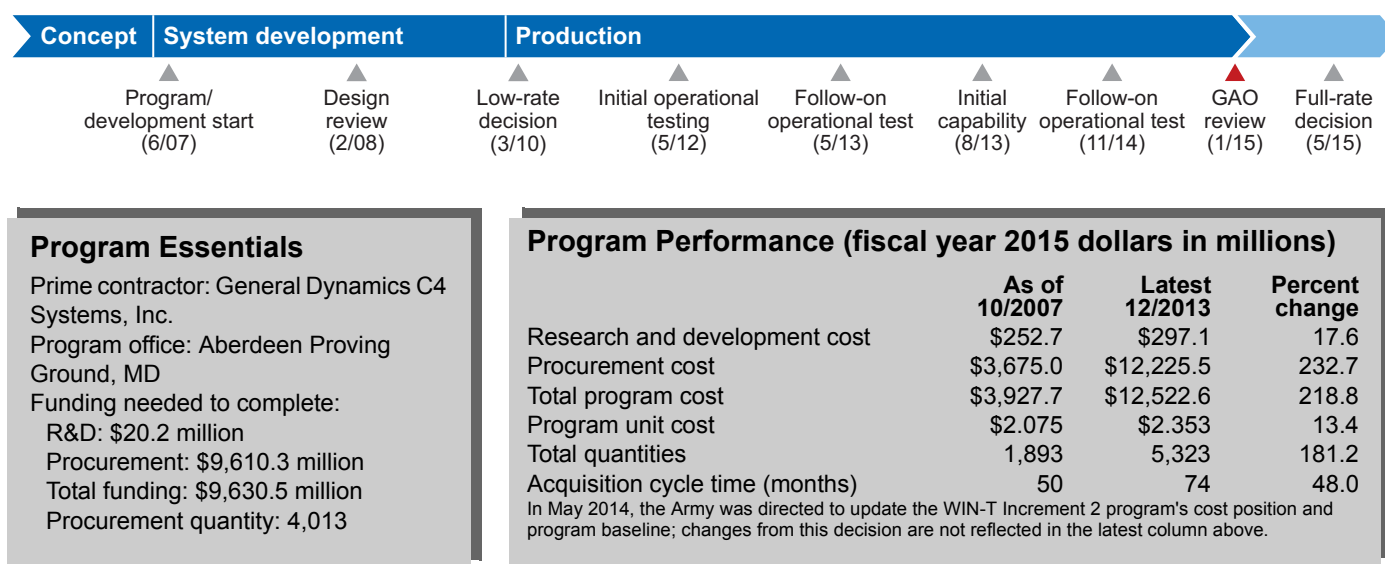 Concept System development Production
Program/
development start
(6/07)
Design
review
(2/08)
Low-rate
decision
(3/10)
Initial operational
testing
(5/12)
Follow-on
operational test
(5/13)
Initial
capability
(8/13)
Follow-on
operational test
(11/14)
GAO
review
(1/15)
Full-rate
decision
(5/15)
Program Essentials
Prime contractor: General Dynamics C4
Systems, Inc.
Program office: Aberdeen Proving
Ground, MD
Funding needed to complete:
R&D: $20.2 million
Procurement: $9,610.3 million
Total funding: $9,630.5 million
Procurement quantity: 4,013
Program Performance (fiscal year 2015 dollars in millions)
As of Latest Percent
10/2007 12/2013 change
Research and development cost $252.7 $297.1 17.6
Procurement cost $3,675.0 $12,225.5 232.7
Total program cost $3,927.7 $12,522.6 218.8
Program unit cost $2.075 $2.353 13.4
Total quantities 1,893 5,323 181.2
Acquisition cycle time (months) 50 74 48.0
In May 2014, the Army was directed to update the WIN-T Increment 2 program's cost position and
program baseline; changes from this decision are not reflected in the latest column above.